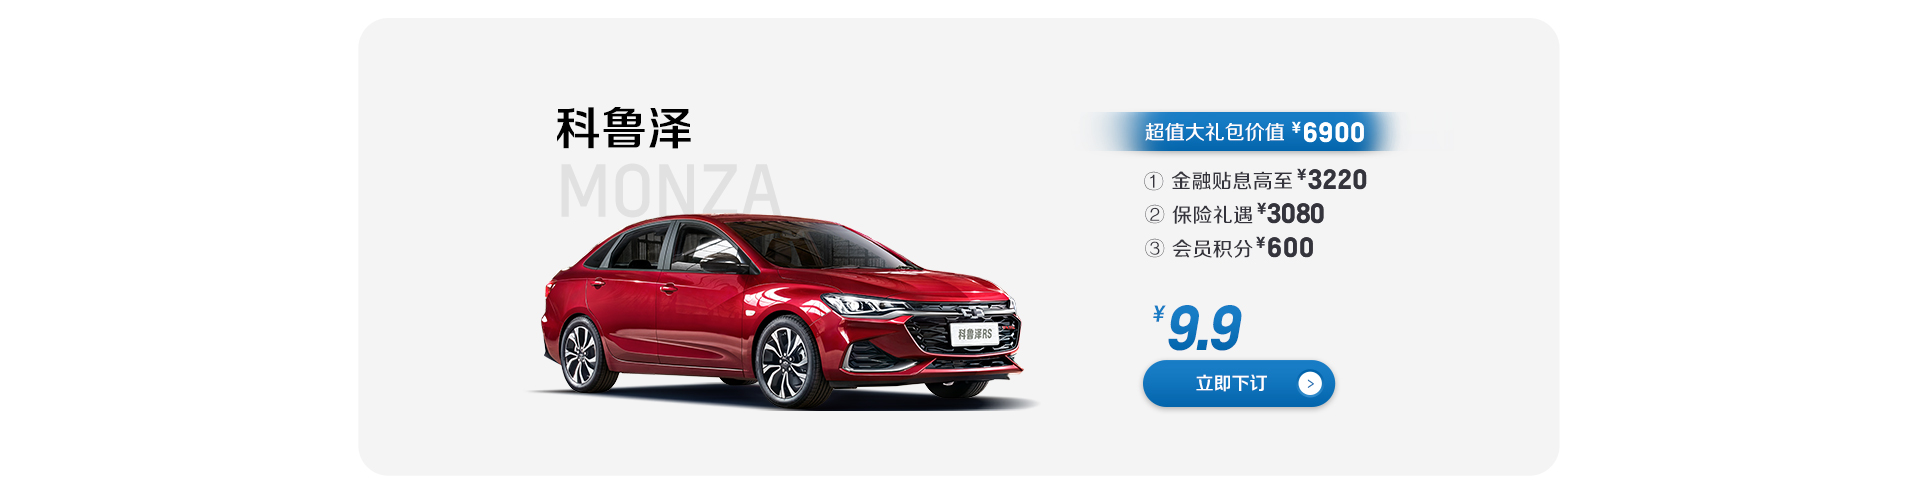 科鲁泽
MONZA
科鲁泽RS
超值大礼包价值 ¥6900
① 金融贴息高至¥3220
② 保险礼遇¥3080
③ 会员积分¥600
¥9.9
立即下订 >